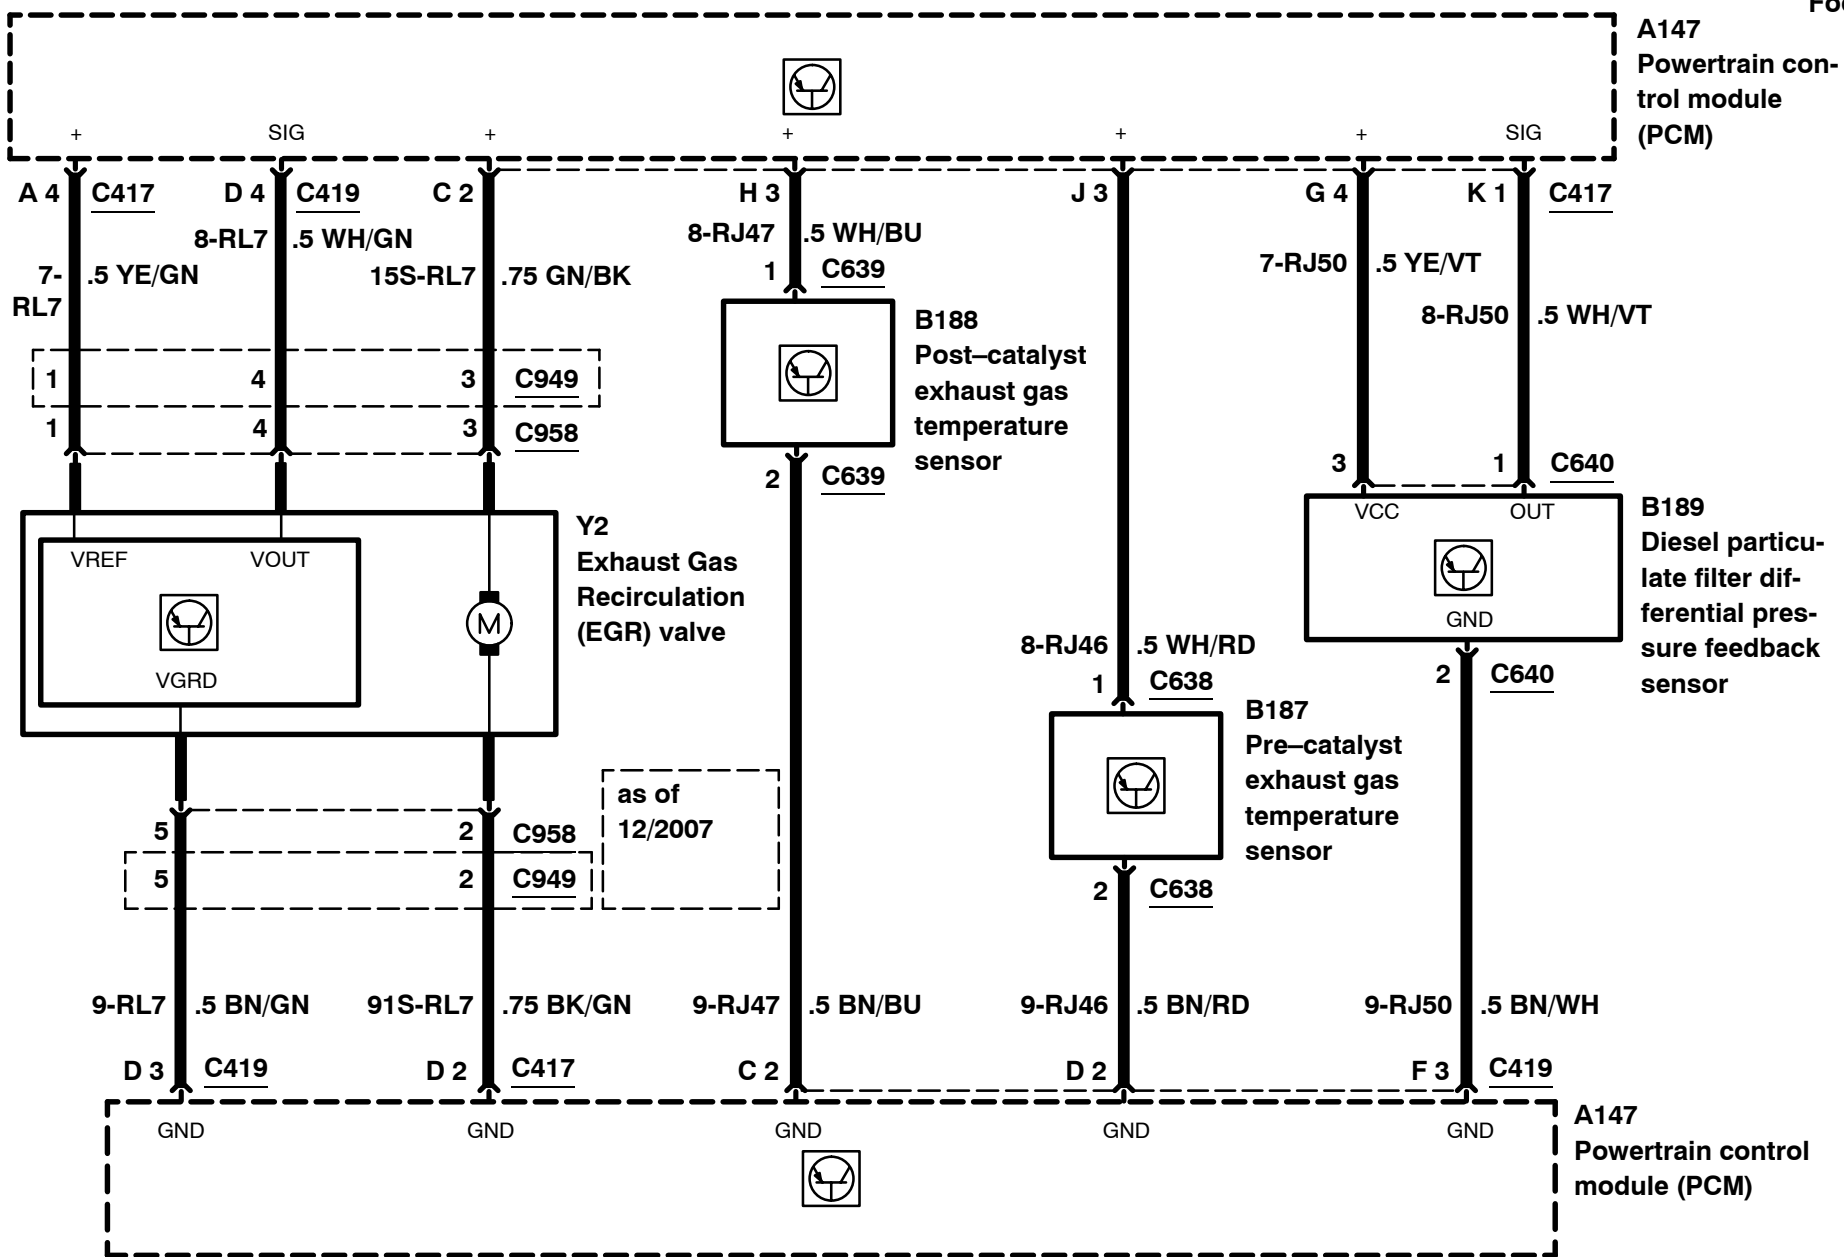 Foc
A147
Powertrain con-
trol module
(PCM)
+ SIG + + + + SIG
A 4 C417 D 4 C419 C 2 H 3 J 3 G 4 K 1 C417
8-RL7 .5 WH/GN 8-RJ47 .5 WH/BU
7- .5 YE/GN 15S-RL7 .75 GN/BK 1 C639 7-RJ50 .5 YE/VT
RL7
8-RJ50 .5 WH/VT
B188
Post–catalyst
exhaust gas
temperature
sensor
1 4 3 C949
1 4 3 C958
2 C639
3 1 C640
VCC OUT
GND
B189
Diesel particu-
late filter dif-
ferential pres-
sure feedback
sensor
Y2
Exhaust Gas
Recirculation
(EGR) valve
VREF VOUT
M
VGRD
8-RJ46 .5 WH/RD
1 C638
2 C640
B187
Pre–catalyst
exhaust gas
temperature
sensor
as of
12/2007
5 2 C958
5 2 C949
2 C638
9-RL7 .5 BN/GN 91S-RL7 .75 BK/GN 9-RJ47 .5 BN/BU 9-RJ46 .5 BN/RD 9-RJ50 .5 BN/WH
D 3 C419 D 2 C417 C 2 D 2 F 3 C419
GND GND GND GND GND
A147
Powertrain control
module (PCM)